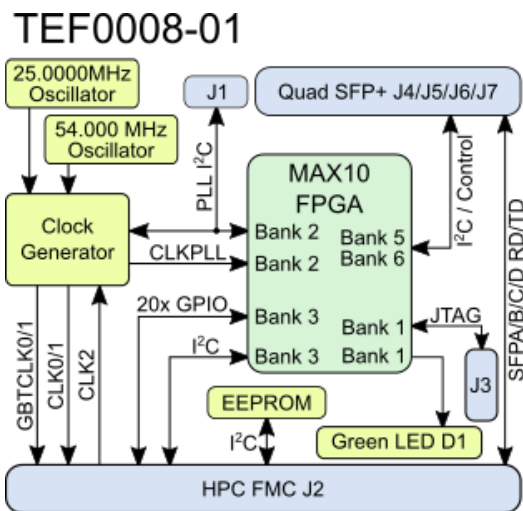 TEF0008-01
25.0000MHz
Oscillator
54.000 MHz
Oscillator
J1
Quad SFP+ J4/J5/J6/J7
PLL I²C
MAX10
FPGA
Clock
Generator
Bank 2
CLKPLL
Bank 2
Bank 5
Bank 6
I²C / Control
SFPA/B/C/D RD/TD
20x GPIO
Bank 3
I²C
Bank 3
Bank 1
JTAG
Bank 1
J3
GBTCLK0/1
CLK0/1
CLK2
EEPROM
I²C
Green LED D1
HPC FMC J2